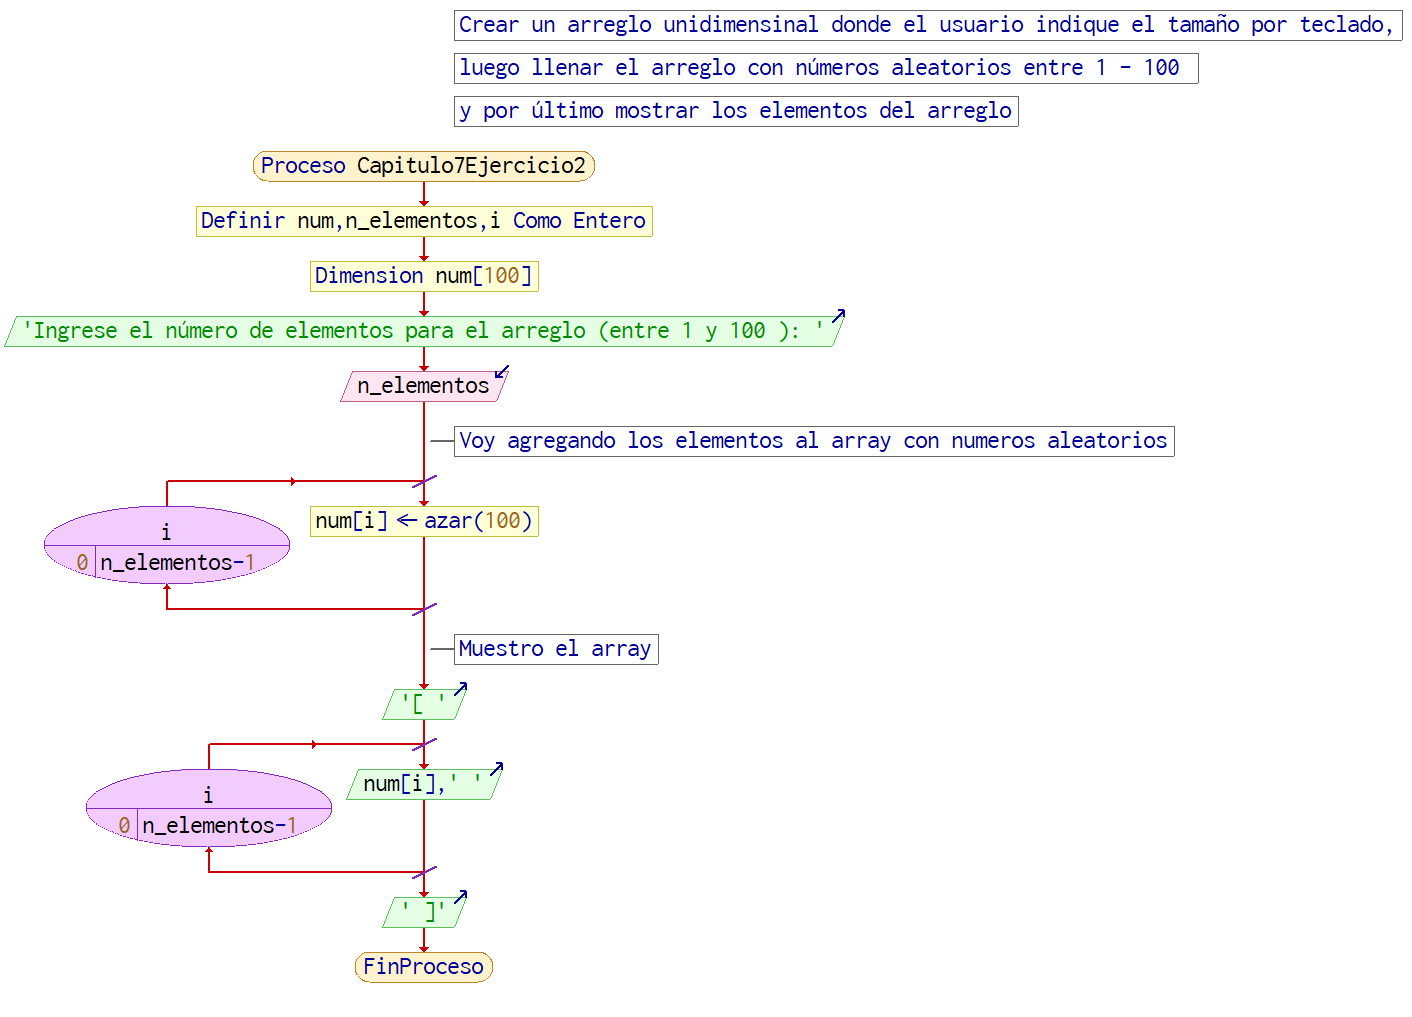 Crear un arreglo unidimensinal donde el usuario indique el tamaño por teclado,
luego llenar el arreglo con números aleatorios entre 1 - 100
y por último mostrar los elementos del arreglo
Proceso Capitulo7Ejercicio2
Definir num,n_elementos,i Como Entero
Dimension num[100]
'Ingrese el número de elementos para el arreglo (entre 1 y 100 ): '
n_elementos
Voy agregando los elementos al array con numeros aleatorios
num[i]←azar(100)
i
0 n_elementos-1
Muestro el array
'[ '
num[i],' '
i
0 n_elementos-1
' ]'
FinProceso